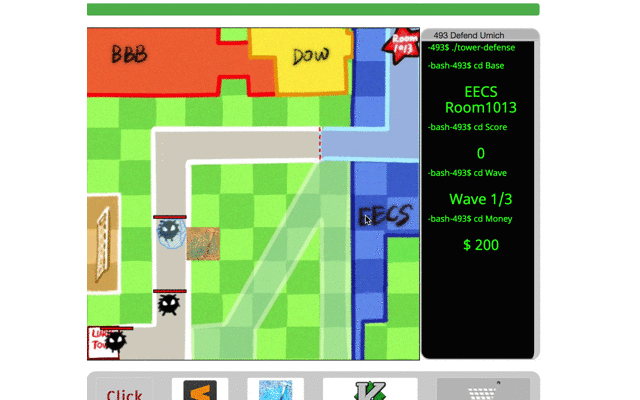 493 Defend Umich
-493$ ./tower-defense
-bash-493$ cd Base
EECS
Room1013
-bash-493$ cd Score
0
-bash-493$ cd Wave
Wave 1/3
-bash-493$ cd Money
$ 200
BBB
DOW
Room
1013
EECS
Click